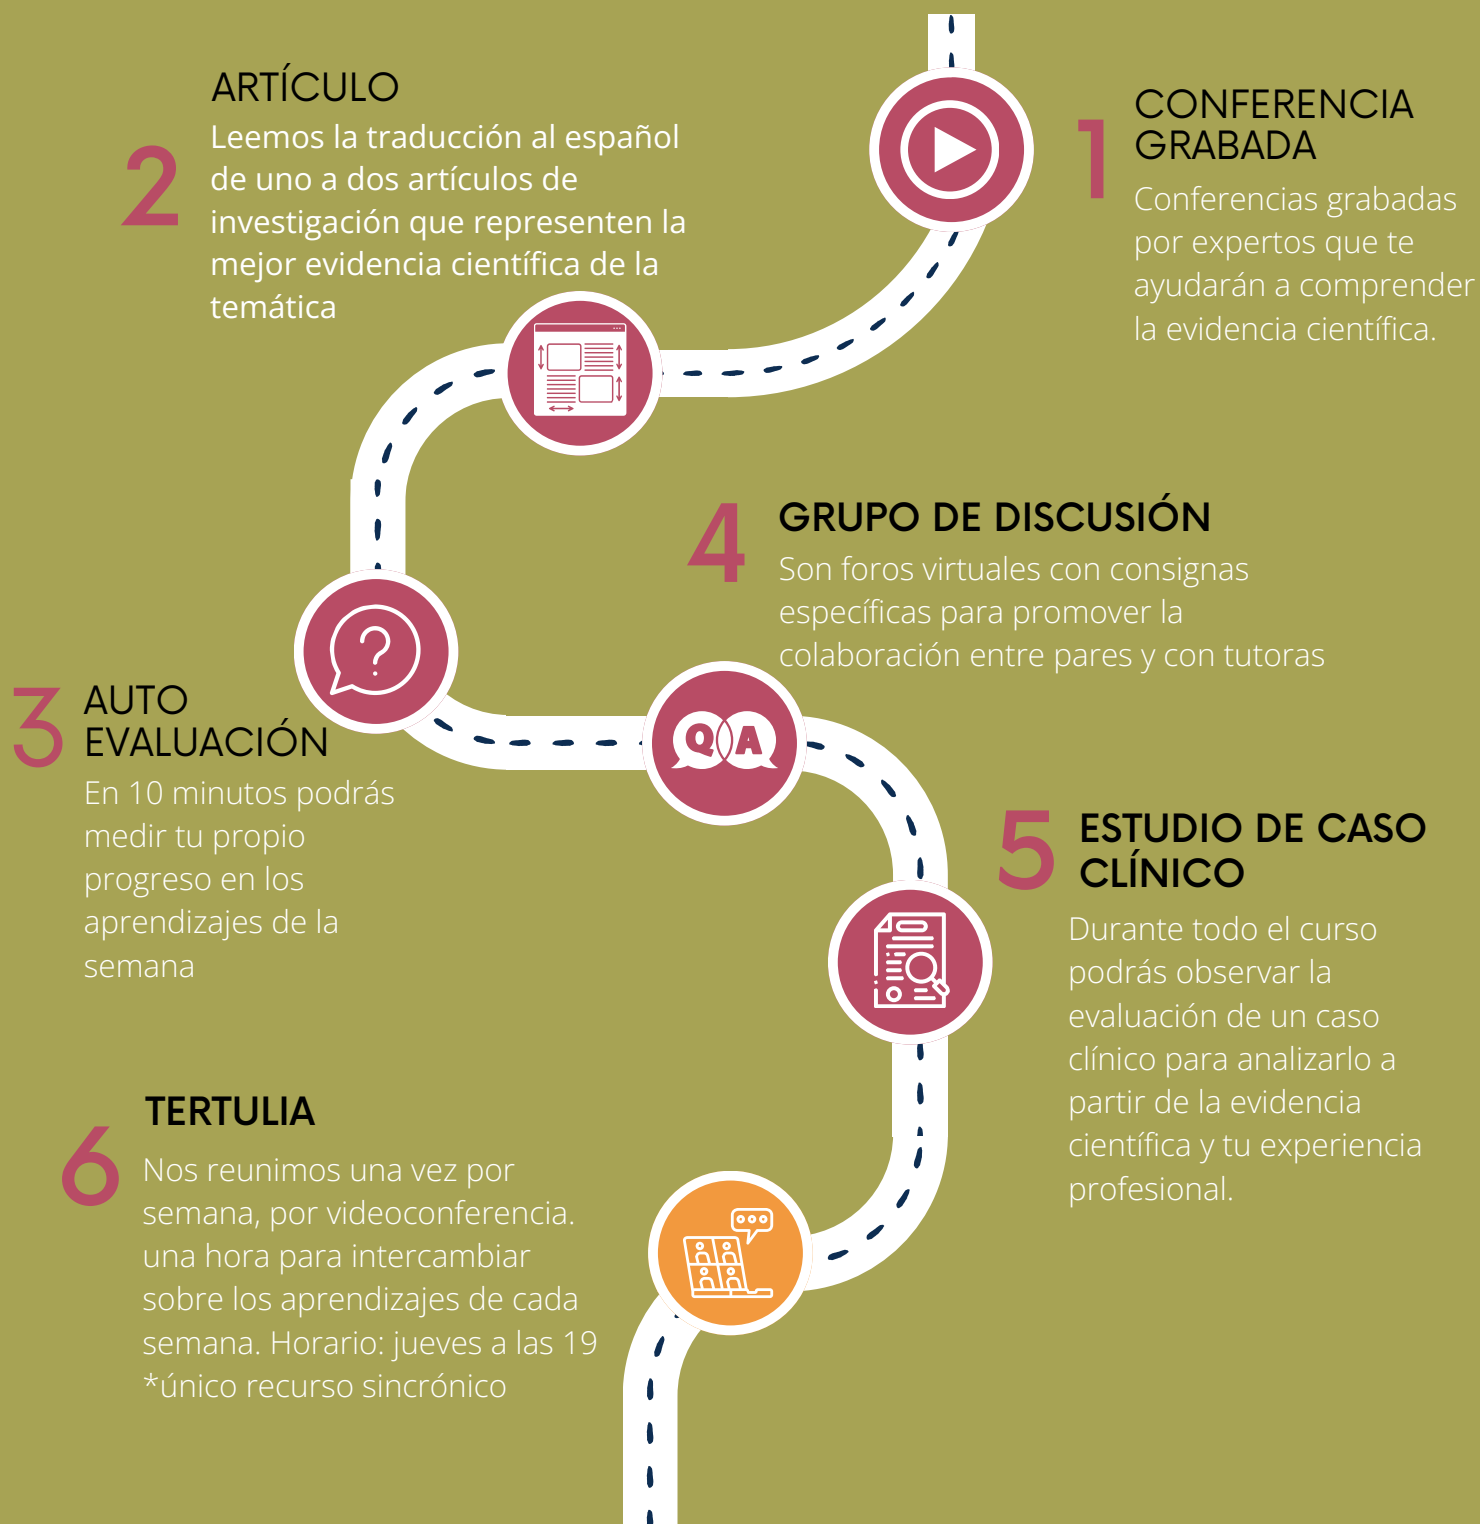 1
CONFERENCIA
GRABADA
Conferencias grabadas
por expertos que te
ayudarán a comprender
la evidencia científica.
2
ARTÍCULO
Leemos la traducción al español
de uno a dos artículos de
investigación que representen la
mejor evidencia científica de la
temática
3
AUTO
EVALUACIÓN
En 10 minutos podrás
medir tu propio
progreso en los
aprendizajes de la
semana
4
GRUPO DE DISCUSIÓN
Son foros virtuales con consignas
específicas para promover la
colaboración entre pares y con tutoras
?
Q A
5
ESTUDIO DE CASO
CLÍNICO
Durante todo el curso
podrás observar la
evaluación de un caso
clínico para analizarlo a
partir de la evidencia
científica y tu experiencia
profesional.
6
TERTULIA
Nos reunimos una vez por
semana, por videoconferencia.
una hora para intercambiar
sobre los aprendizajes de cada
semana. Horario: jueves a las 19
*único recurso sincrónico